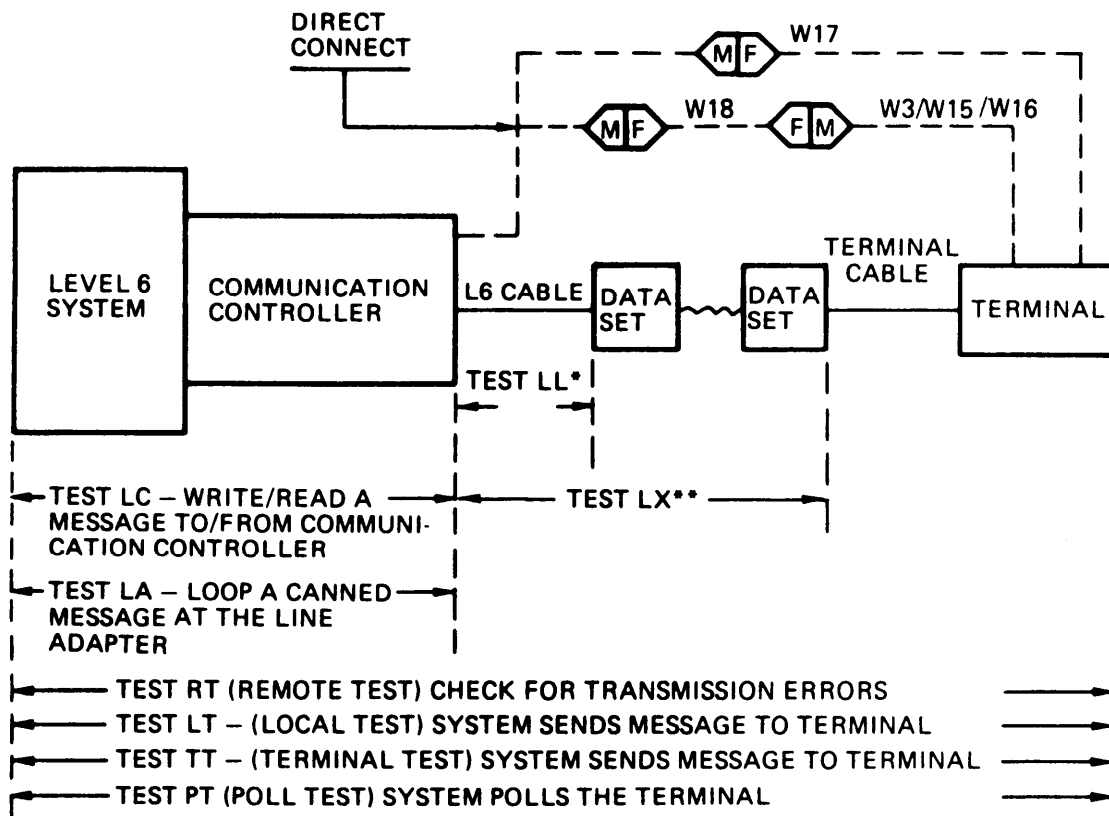 DIRECT
CONNECT
M F
W17
M F
W18
F M
W3/W15/W16
LEVEL 6
SYSTEM
COMMUNICATION
CONTROLLER
L6 CABLE
DATA
SET
DATA
SET
TERMINAL
CABLE
TERMINAL
TEST LL*
TEST LC – WRITE/READ A
MESSAGE TO/FROM COMMUNI-
CATION CONTROLLER
TEST LX**
TEST LA – LOOP A CANNED
MESSAGE AT THE LINE
ADAPTER
TEST RT (REMOTE TEST) CHECK FOR TRANSMISSION ERRORS
TEST LT – (LOCAL TEST) SYSTEM SENDS MESSAGE TO TERMINAL
TEST TT – (TERMINAL TEST) SYSTEM SENDS MESSAGE TO TERMINAL
TEST PT (POLL TEST) SYSTEM POLLS THE TERMINAL